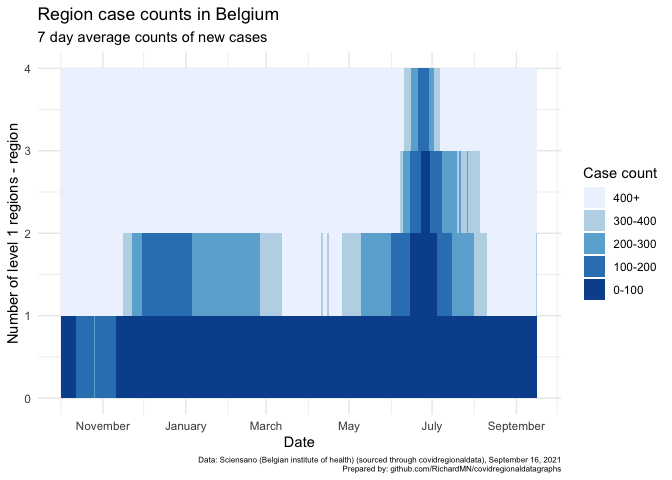 Region case counts in Belgium
7 day average counts of new cases
Number of level 1 regions - region
4
3
2
1
0
November
January
March
May
July
September
Date
Case count
400+
300-400
200-300
100-200
0-100
Data: Sciensano (Belgian institute of health) (sourced through covidregionaldata), September 16, 2021
Prepared by: github.com/RichardMN/covidregionaldatagraphs